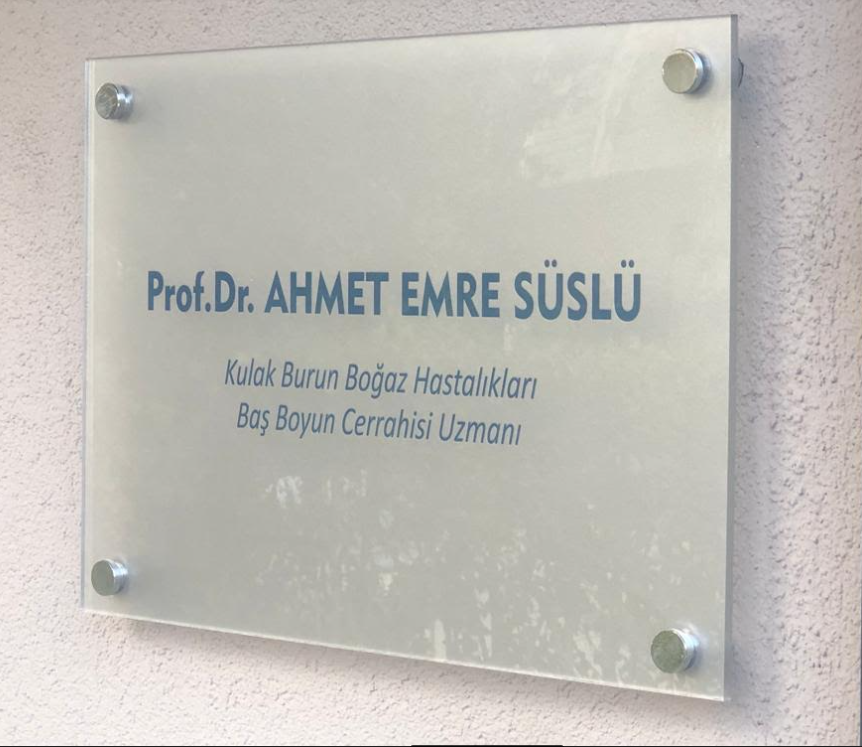 Prof.Dr. AHMET EMRE SÜSLÜ
Kulak Burun Boğaz Hastalıkları
Baş Boyun Cerrahisi Uzmanı